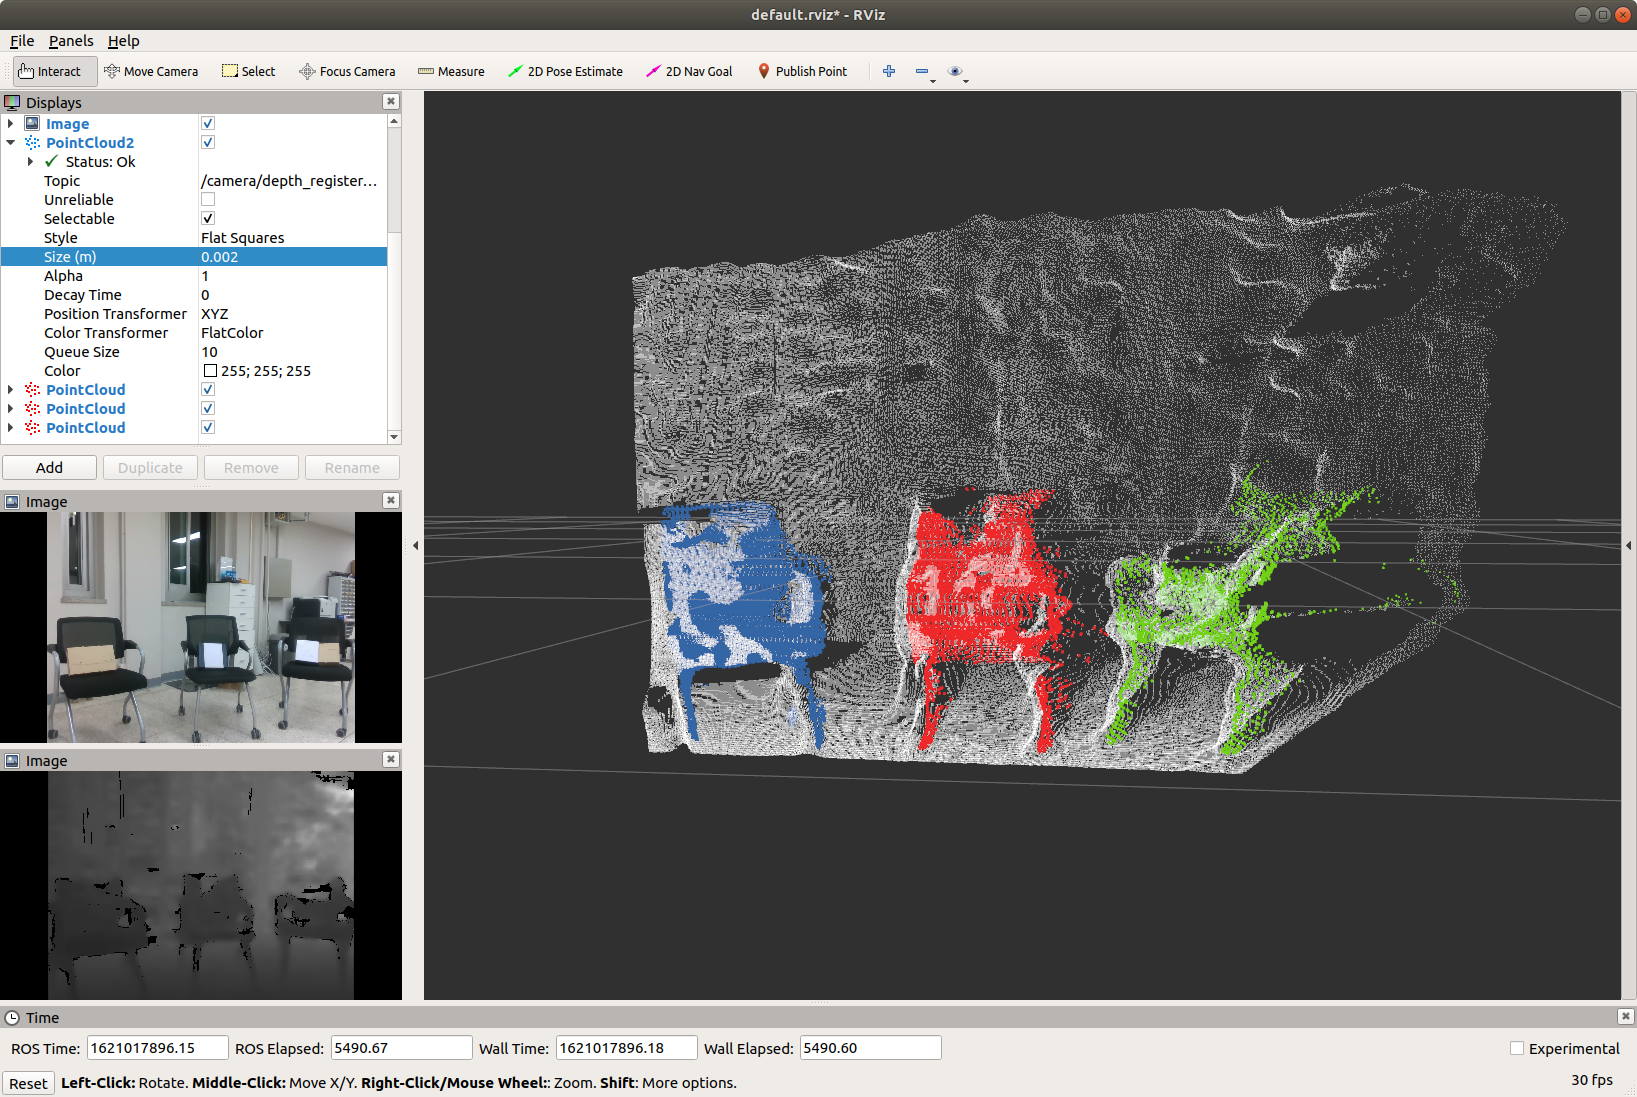 default.rviz* - RViz
File Panels Help
Interact Move Camera Select Focus Camera Measure 2D Pose Estimate 2D Nav Goal Publish Point
Displays
Image
PointCloud2
Status: Ok
Topic /camera/depth_register...
Unreliable
Selectable
Style Flat Squares
Size (m) 0.002
Alpha 1
Decay Time 0
Position Transformer XYZ
Color Transformer FlatColor
Queue Size 10
Color 255; 255; 255
PointCloud
PointCloud
PointCloud
Add Duplicate Remove Rename
Image
Image
Time
ROS Time: 1621017896.15 ROS Elapsed: 5490.67 Wall Time: 1621017896.18 Wall Elapsed: 5490.60 Experimental
Reset Left-Click: Rotate. Middle-Click: Move X/Y. Right-Click/Mouse Wheel:: Zoom. Shift: More options. 30 fps